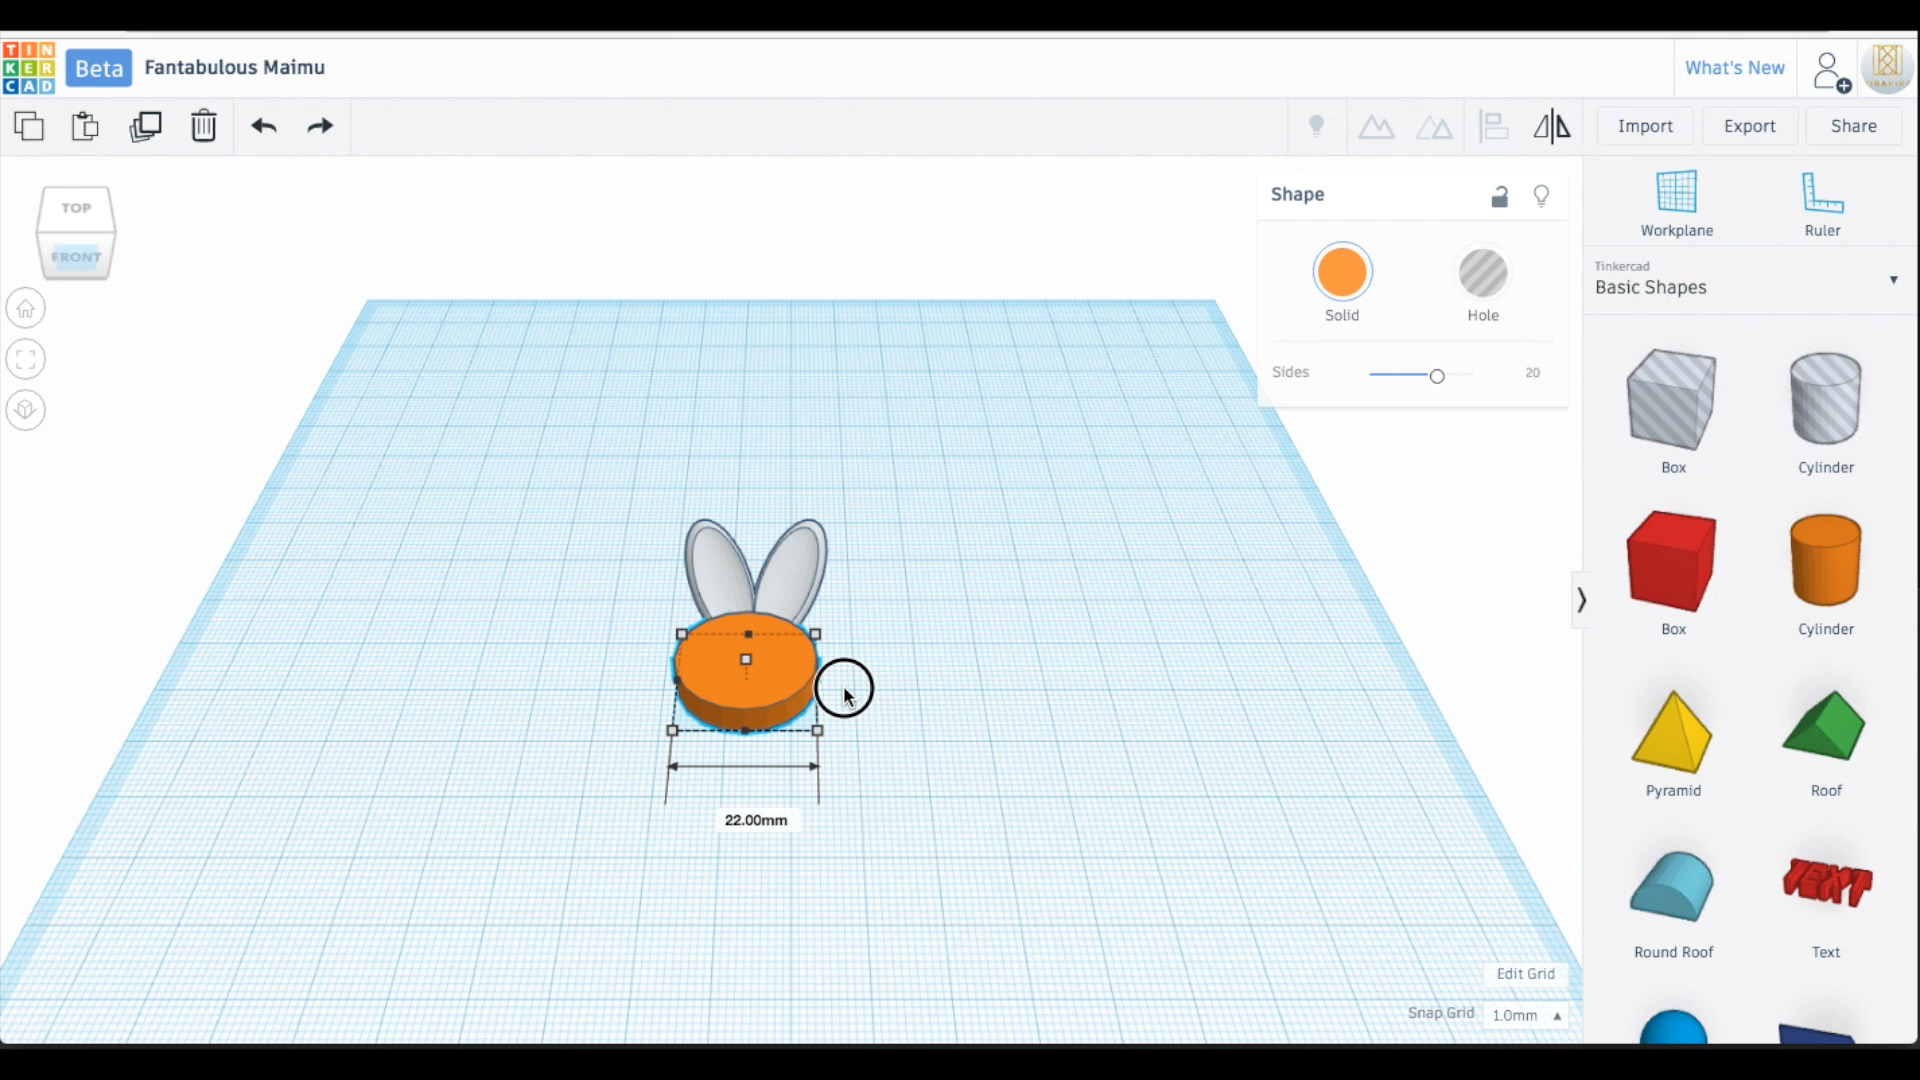 TIN
KER
CAD
Beta
Fantabulous Maimu
What's New
Import
Export
Share
TOP
FRONT
Shape
Solid
Hole
Sides
20
Workplane
Ruler
Tinkercad
Basic Shapes
Box
Cylinder
Box
Cylinder
Pyramid
Roof
TEXT
Round Roof
Text
22.00mm
Edit Grid
Snap Grid
1.0mm